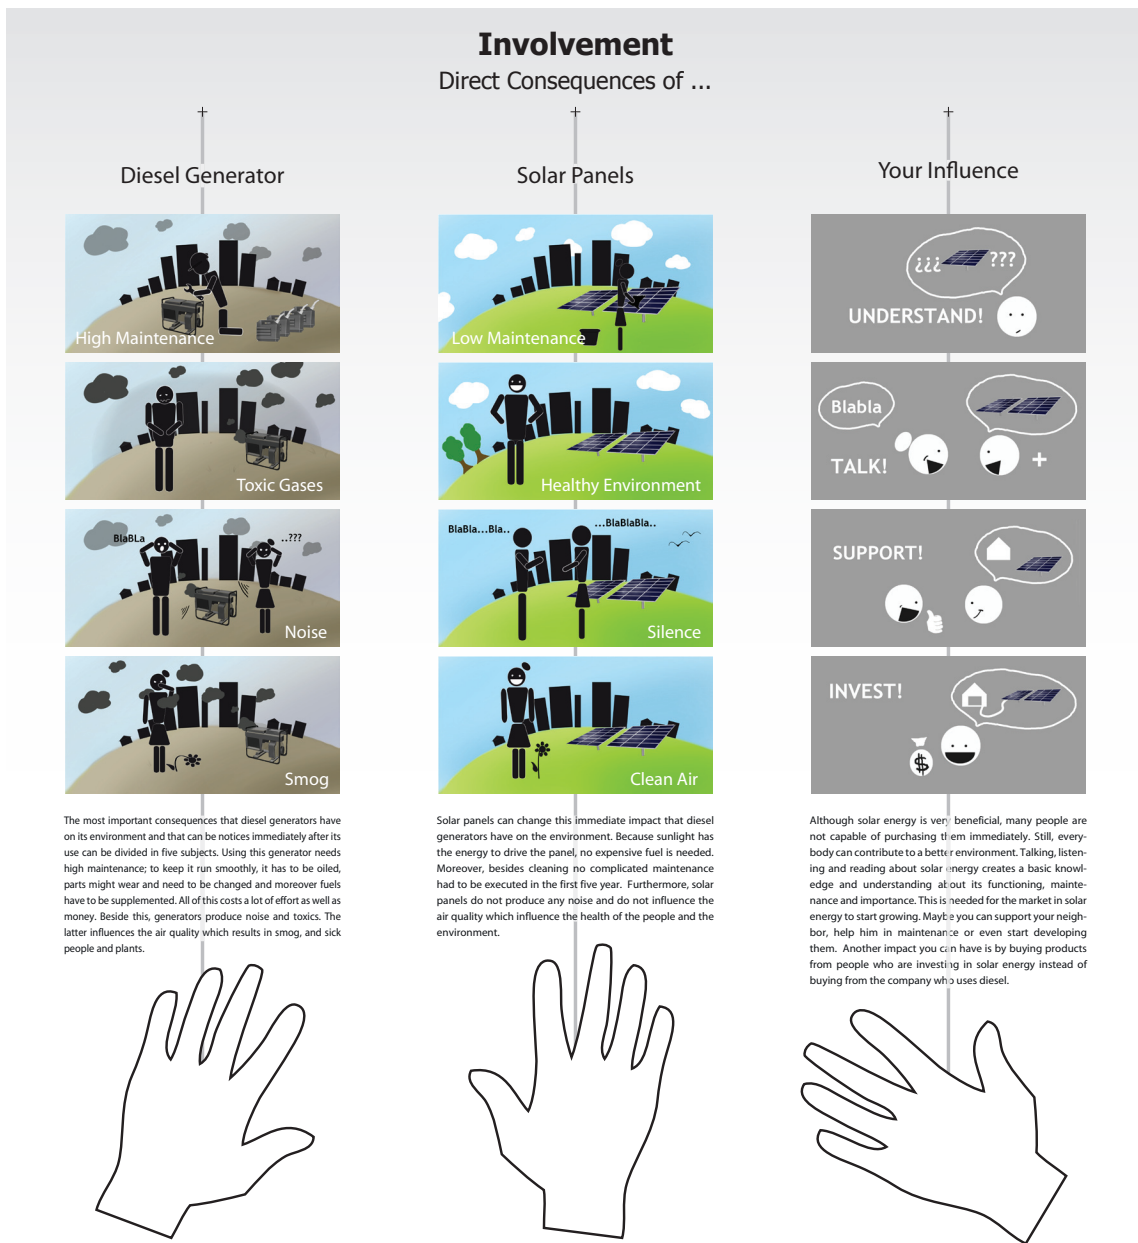 Involvement
Direct Consequences of ...
Diesel Generator
High Maintenance
Toxic Gases
BlaBLa
..???
Noise
Smog
The most important consequences that diesel generators have
on its environment and that can be notices immediately after its
use can be divided in five subjects. Using this generator needs
high maintenance; to keep it run smoothly, it has to be oiled,
parts might wear and need to be changed and moreover fuels
have to be supplemented. All of this costs a lot of effort as well as
money. Beside this, generators produce noise and toxics. The
latter influences the air quality which results in smog, and sick
people and plants.
Solar Panels
Low Maintenance
Healthy Environment
BlaBla...Bla..
...BlaBlaBla..
Silence
Clean Air
Solar panels can change this immediate impact that diesel
generators have on the environment. Because sunlight has
the energy to drive the panel, no expensive fuel is needed.
Moreover, besides cleaning no complicated maintenance
had to be executed in the first five year. Furthermore, solar
panels do not produce any noise and do not influence the
air quality which influence the health of the people and the
environment.
Your Influence
¿¿¿ ???
UNDERSTAND!
Blabla
TALK!
+
SUPPORT!
INVEST!
$
Although solar energy is very beneficial, many people are
not capable of purchasing them immediately. Still, every-
body can contribute to a better environment. Talking, listen-
ing and reading about solar energy creates a basic knowl-
edge and understanding about its functioning, mainte-
nance and importance. This is needed for the market in solar
energy to start growing. Maybe you can support your neigh-
bor, help him in maintenance or even start developing
them. Another impact you can have is by buying products
from people who are investing in solar energy instead of
buying from the company who uses diesel.